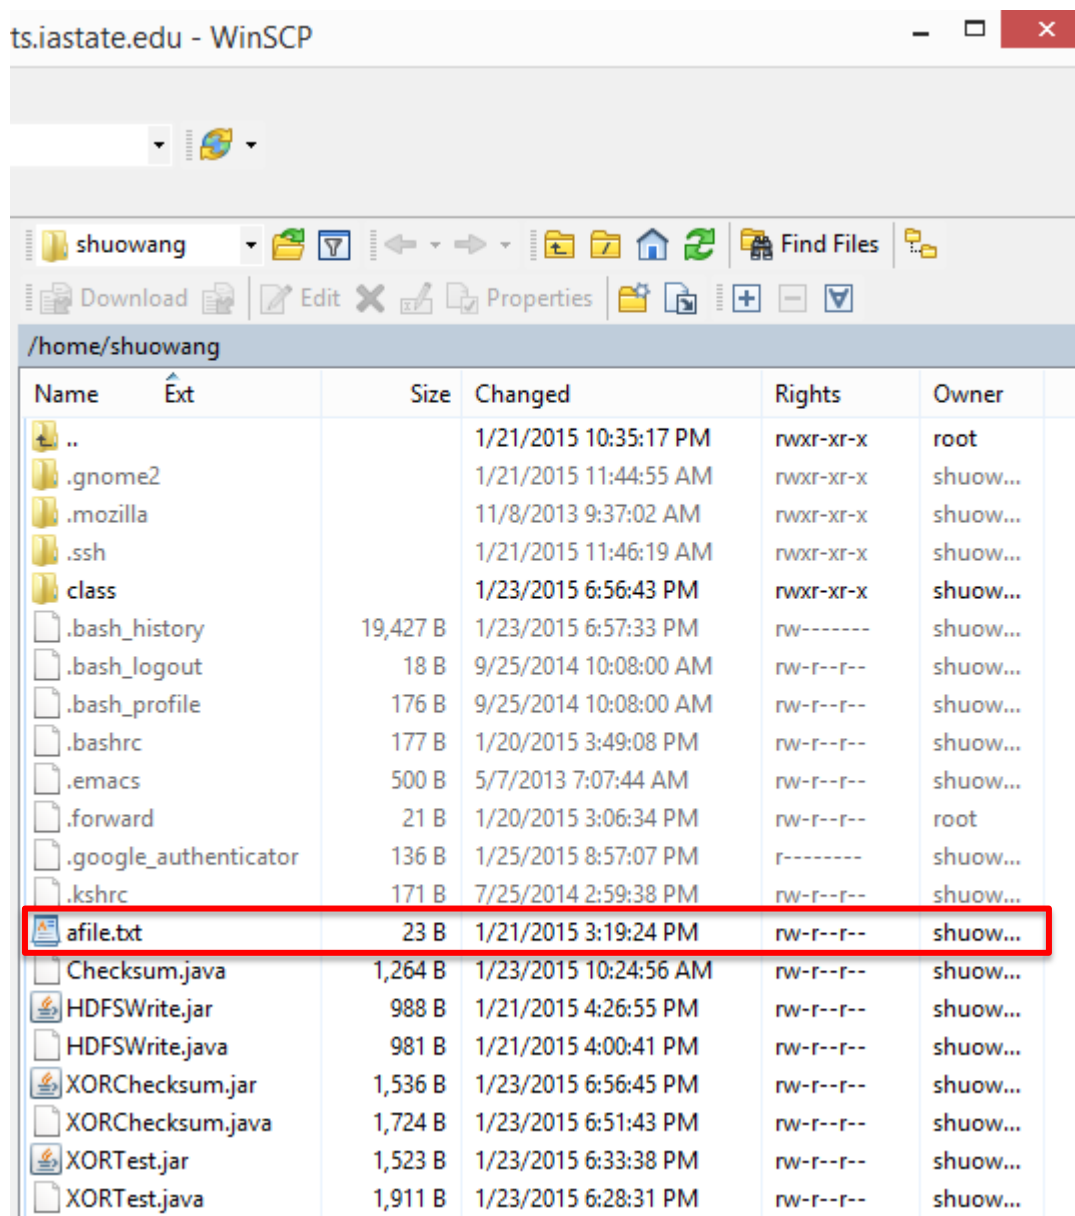 ts.iastate.edu - WinSCP
shuowang Find Files
Download Edit Properties
/home/shuowang
Name Ext Size Changed Rights Owner
.. 1/21/2015 10:35:17 PM rwxr-xr-x root
.gnome2 1/21/2015 11:44:55 AM rwxr-xr-x shuow...
.mozilla 11/8/2013 9:37:02 AM rwxr-xr-x shuow...
.ssh 1/21/2015 11:46:19 AM rwxr-xr-x shuow...
class 1/23/2015 6:56:43 PM rwxr-xr-x shuow...
.bash_history 19,427 B 1/23/2015 6:57:33 PM rw------- shuow...
.bash_logout 18 B 9/25/2014 10:08:00 AM rw-r--r-- shuow...
.bash_profile 176 B 9/25/2014 10:08:00 AM rw-r--r-- shuow...
.bashrc 177 B 1/20/2015 3:49:08 PM rw-r--r-- shuow...
.emacs 500 B 5/7/2013 7:07:44 AM rw-r--r-- shuow...
.forward 21 B 1/20/2015 3:06:34 PM rw-r--r-- root
.google_authenticator 136 B 1/25/2015 8:57:07 PM r-------- shuow...
.kshrc 171 B 7/25/2014 2:59:38 PM rw-r--r-- shuow...
afile.txt 23 B 1/21/2015 3:19:24 PM rw-r--r-- shuow...
Checksum.java 1,264 B 1/23/2015 10:24:56 AM rw-r--r-- shuow...
HDFSWrite.jar 988 B 1/21/2015 4:26:55 PM rw-r--r-- shuow...
HDFSWrite.java 981 B 1/21/2015 4:00:41 PM rw-r--r-- shuow...
XORChecksum.jar 1,536 B 1/23/2015 6:56:45 PM rw-r--r-- shuow...
XORChecksum.java 1,724 B 1/23/2015 6:51:43 PM rw-r--r-- shuow...
XORTest.jar 1,523 B 1/23/2015 6:33:38 PM rw-r--r-- shuow...
XORTest.java 1,911 B 1/23/2015 6:28:31 PM rw-r--r-- shuow...